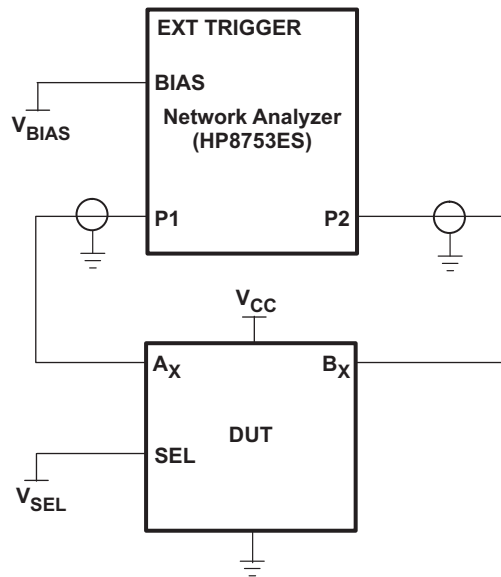 EXT TRIGGER
BIAS
VBIAS
Network Analyzer
(HP8753ES)
P1
P2
VCC
AX
BX
DUT
SEL
VSEL